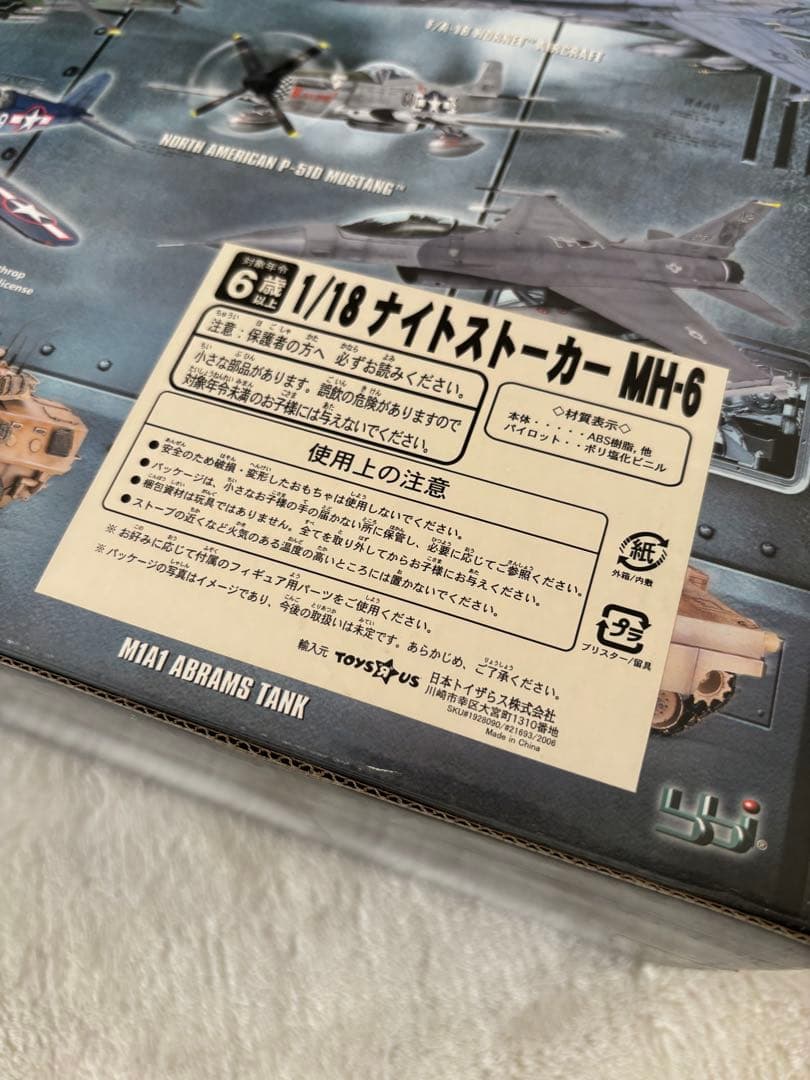 F/A-18 HORNET™ AIRCRAFT
NORTH AMERICAN P-51D MUSTANG™
license
対象年令
6歳以上
1/18 ナイトストーカー MH-6
注意：保護者の方へ 必ずお読みください。
小さな部品があります。誤飲の危険がありますので
対象年令未満のお子様には与えないでください。
◇材質表示◇
本体・・・・・ABS樹脂,他
パイロット・・ポリ塩化ビニル
使用上の注意
●安全のため破損・変形したおもちゃは使用しないでください。
●パッケージは、小さなお子様の手の届かない所に保管し、必要に応じてご参照ください。
●梱包資材は玩具ではありません。全てを取り外してからお子様にお与えください。
●ストーブの近くなど火気のある温度の高いところには置かないでください。
※お好みに応じて付属のフィギュア用パーツをご使用ください。
※パッケージの写真はイメージであり、今後の取扱いは未定です。あらかじめ、ご了承ください。
紙
外箱/内敷
プラ
ブリスター/留具
輸入元 TOYSЯUS 日本トイザらス株式会社
川崎市幸区大宮町1310番地
SKU#1928090/#21693/2006
Made in China
M1A1 ABRAMS TANK
bbi®